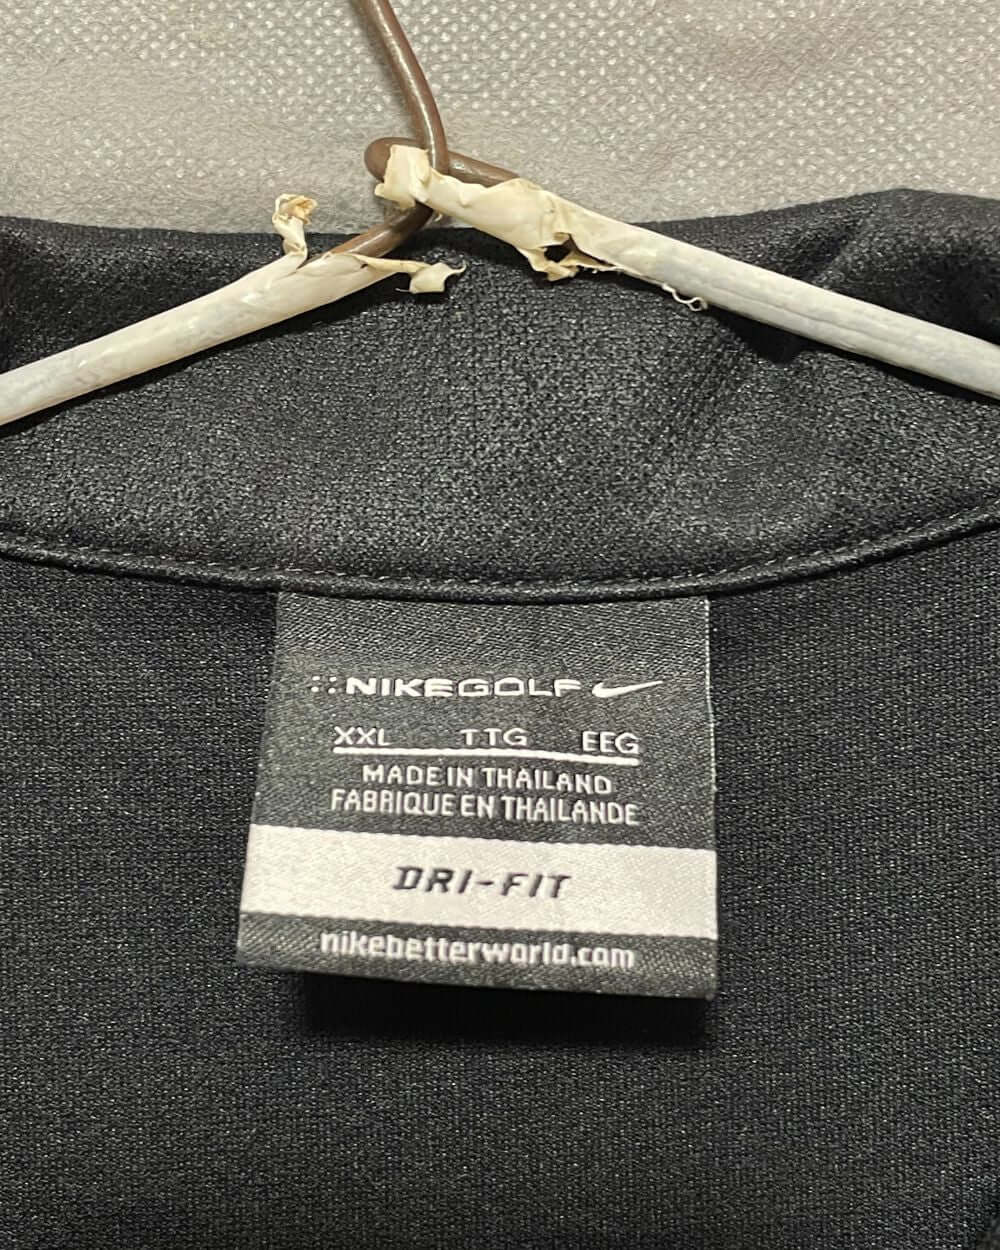 NIKEGOLF
XXL TTG EEG
MADE IN THAILAND
FABRIQUE EN THAILANDE
DRI-FIT
nikebetterworld.com